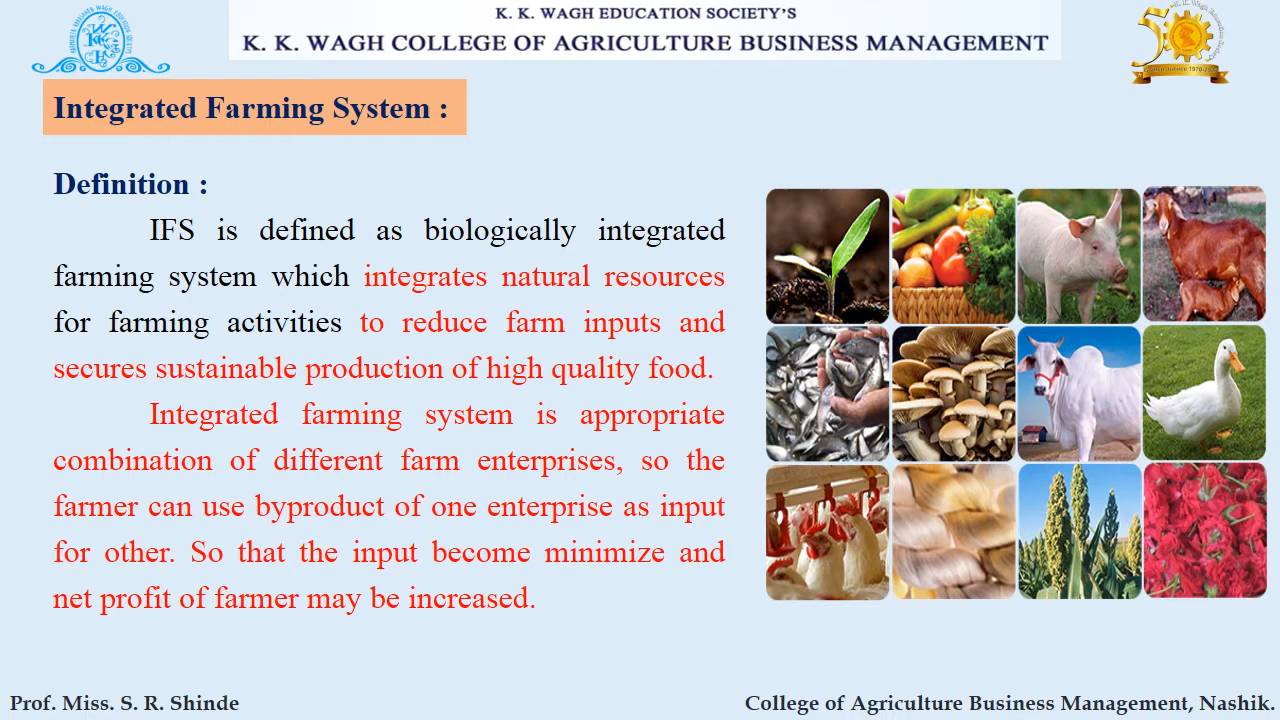 K. K. WAGH EDUCATION SOCIETY'S
K. K. WAGH COLLEGE OF AGRICULTURE BUSINESS MANAGEMENT
Integrated Farming System :
Definition :
IFS is defined as biologically integrated
farming system which integrates natural resources
for farming activities to reduce farm inputs and
secures sustainable production of high quality food.
Integrated farming system is appropriate
combination of different farm enterprises, so the
farmer can use byproduct of one enterprise as input
for other. So that the input become minimize and
net profit of farmer may be increased.
Prof. Miss. S. R. Shinde
College of Agriculture Business Management, Nashik.